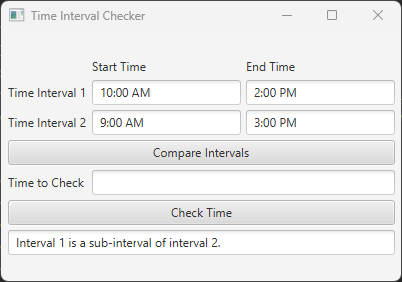 Time Interval Checker
Start Time End Time
Time Interval 1 10:00 AM 2:00 PM
Time Interval 2 9:00 AM 3:00 PM
Compare Intervals
Time to Check
Check Time
Interval 1 is a sub-interval of interval 2.